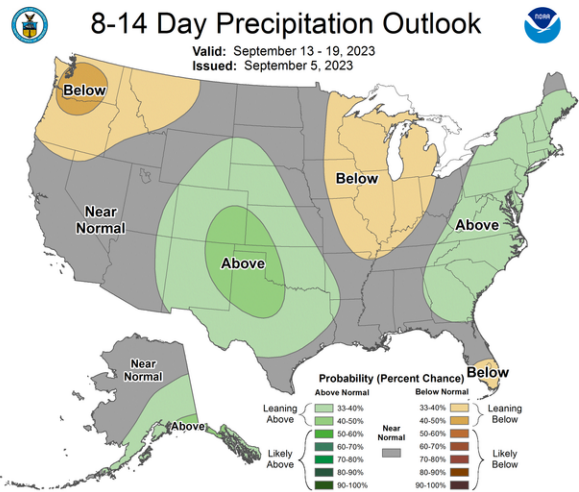 8-14 Day Precipitation Outlook
NOAA
Valid: September 13 - 19, 2023
Issued: September 5, 2023
Below
Below
Near
Normal
Above
Above
Near
Normal
Above
Below
Probability (Percent Chance)
Above Normal
Below Normal
Leaning
Above
33-40%
40-50%
Likely
Above
50-60%
60-70%
70-80%
80-90%
90-100%
Near
Normal
33-40%
40-50%
Leaning
Below
50-60%
60-70%
70-80%
80-90%
90-100%
Likely
Below